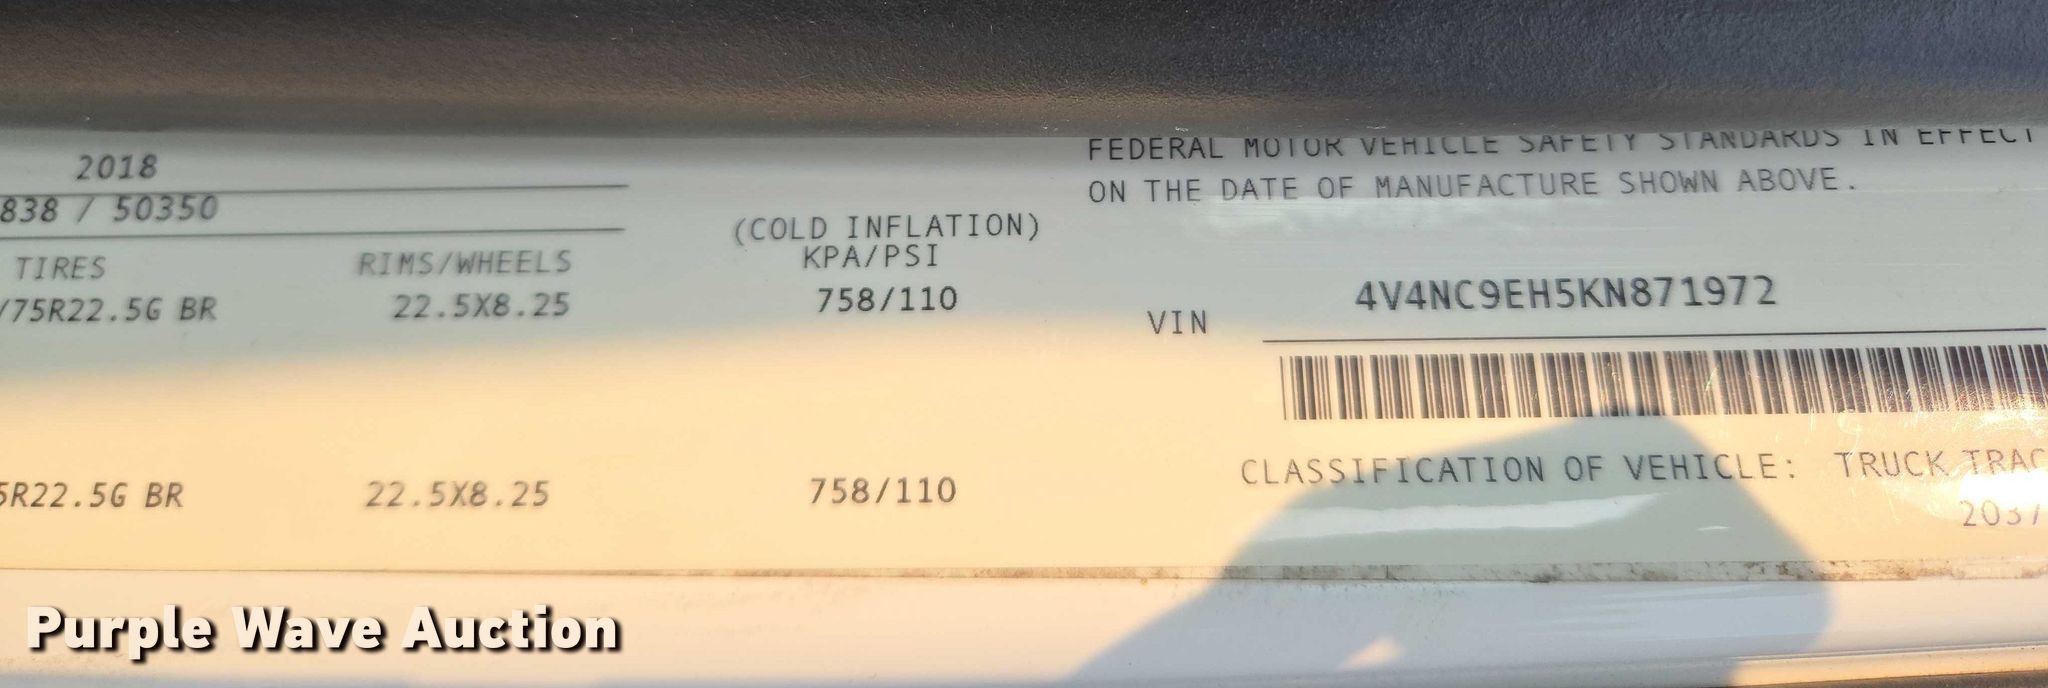 2018
838 / 50350
TIRES RIMS/WHEELS (COLD INFLATION) KPA/PSI
/75R22.5G BR 22.5X8.25 758/110
5R22.5G BR 22.5X8.25 758/110
FEDERAL MOTOR VEHICLE SAFETY STANDARDS IN EFFECT
ON THE DATE OF MANUFACTURE SHOWN ABOVE.
VIN 4V4NC9EH5KN871972
CLASSIFICATION OF VEHICLE: TRUCK TRAC
2037
Purple Wave Auction